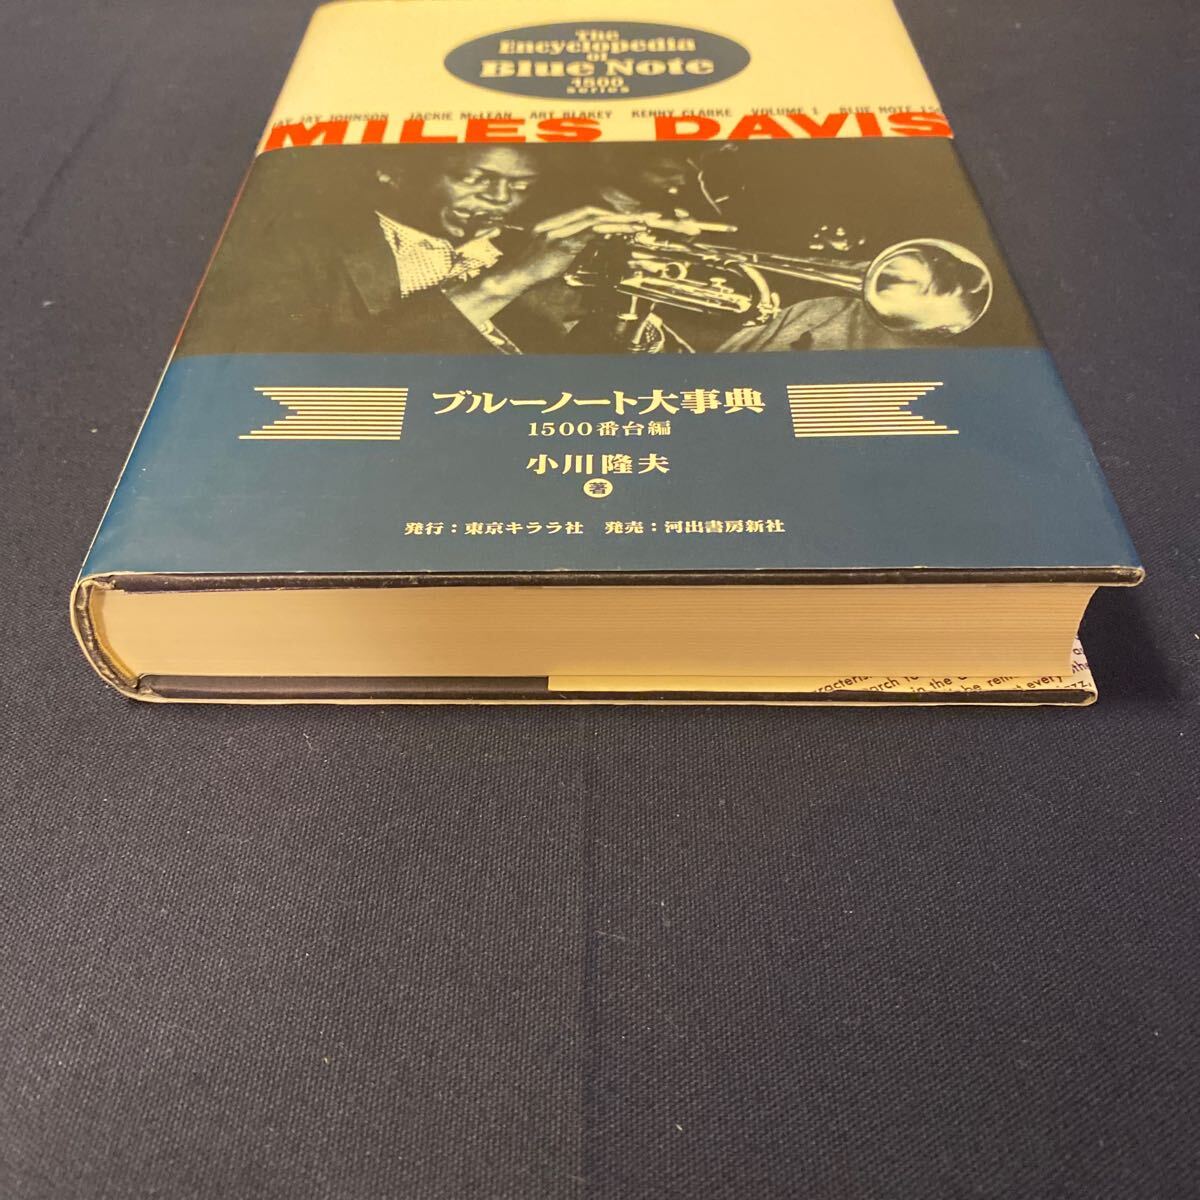 The
Encyclopedia
of
Blue Note
1500
series
JAY JOHNSON JACKIE McLEAN ART BLAKEY KENNY CLARKE VOLUME 1 BLUE NOTE
MILES DAVIS
ブルーノート大事典
1500番台編
小川隆夫
著
発行：東京キララ社 発売：河出書房新社
in the
every